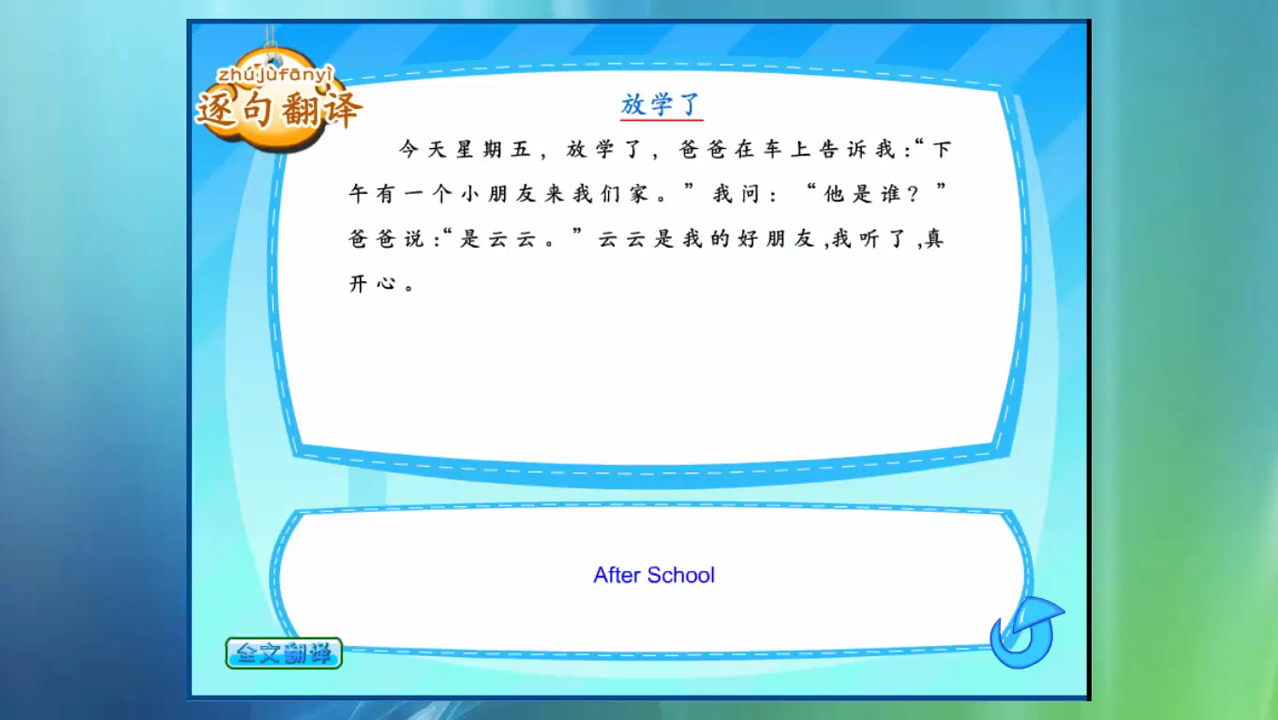 zhújùfānyì
逐句翻译
放学了
今天星期五，放学了，爸爸在车上告诉我:“下
午有一个小朋友来我们家。”我问：“他是谁？”
爸爸说:“是云云。”云云是我的好朋友,我听了,真
开心。
After School
全文翻译